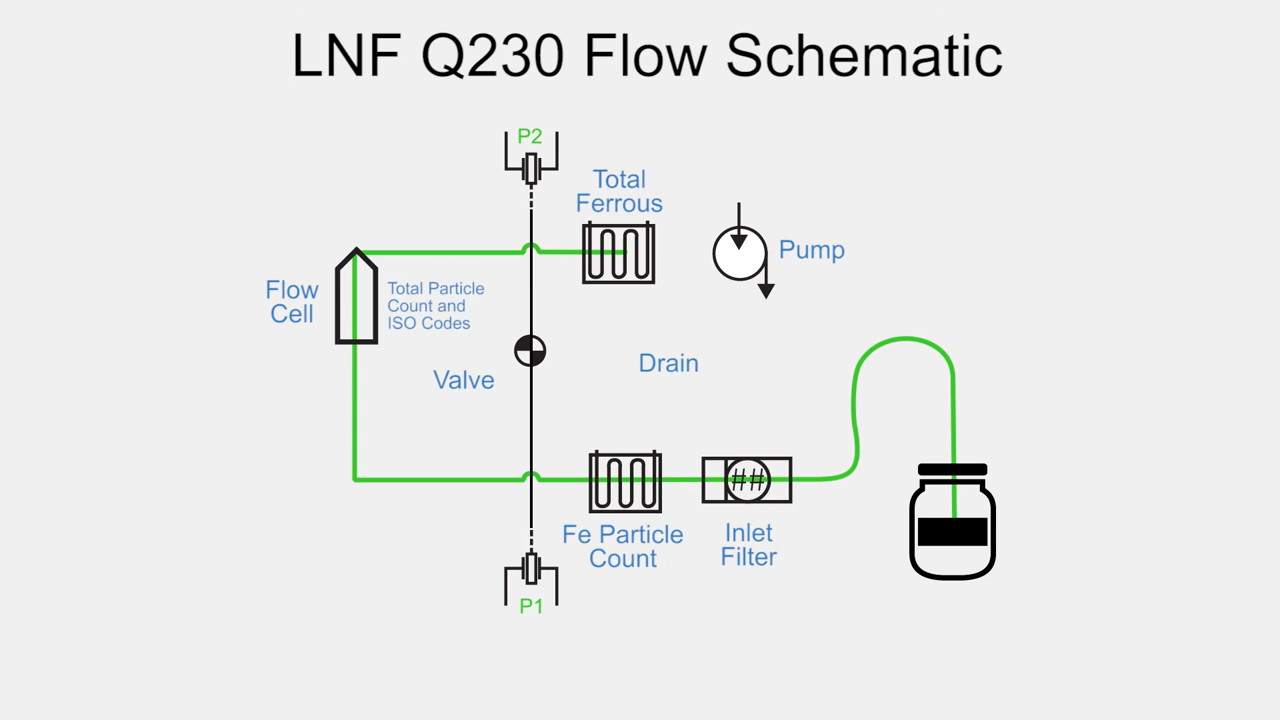 LNF Q230 Flow Schematic
P2
Total
Ferrous
Pump
Flow
Cell
Total Particle
Count and
ISO Codes
Valve
Drain
##
Fe Particle
Count
Inlet
Filter
P1